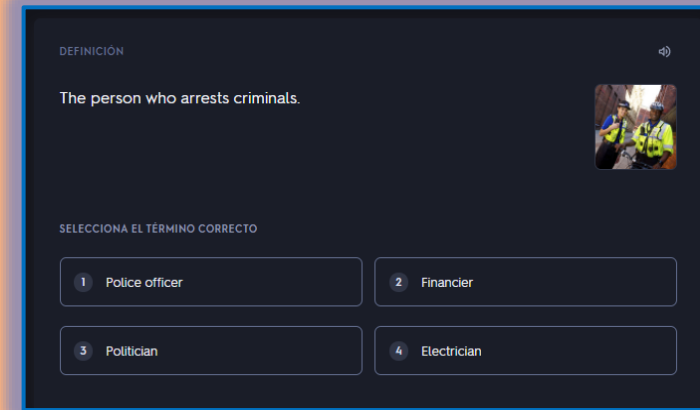 DEFINICIÓN
The person who arrests criminals.
SELECCIONA EL TÉRMINO CORRECTO
1 Police officer
2 Financier
3 Politician
4 Electrician